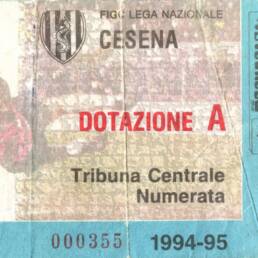 FIGC LEGA NAZIONALE
CESENA
DOTAZIONE A
Tribuna Centrale
Numerata
000355 1994-95